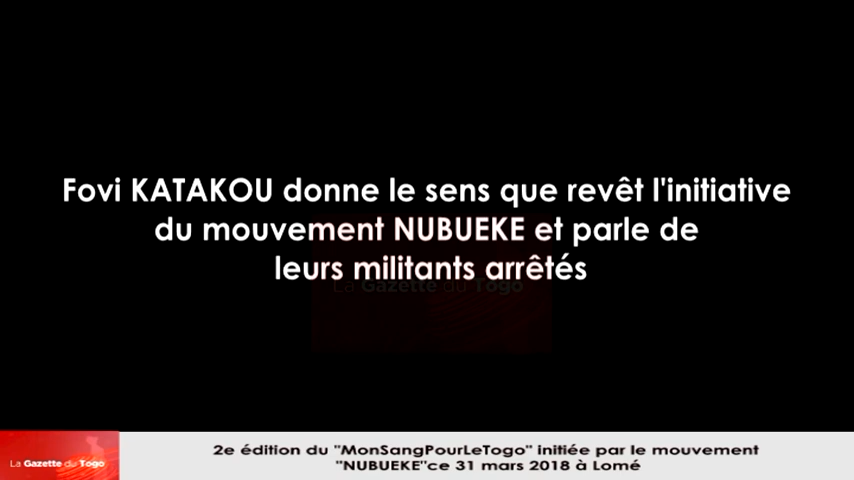 Fovi KATAKOU donne le sens que revêt l'initiative
du mouvement NUBUEKE et parle de
leurs militants arrêtés
La Gazette du Togo
La Gazette du Togo
2e édition du "MonSangPourLeTogo" initiée par le mouvement
"NUBUEKE"ce 31 mars 2018 à Lomé